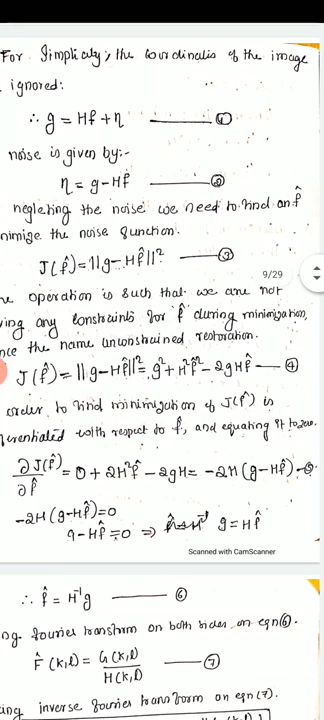 For Simplicity, the coordinates of the image
ignored:
∴ g = Hf + η ——— ①
noise is given by:-
η = g - Hf ——— ②
neglecting the noise we need to find an f̂
nimize the noise function.
J(f̂) = ||g - Hf̂||² ——— ③
9/29
operation is such that we are not
ving any constraints for f̂ during minimization,
nce the name unconstrained restoration.
J(f̂) = ||g - Hf̂||² = g² + H²f̂² - 2gHf̂ — ④
order to find minimization of J(f̂) is
ferentiated with respect to f̂, and equating it to zero.
∂J(f̂)/∂f̂ = 0 + 2H²f̂ - 2gH = -2H(g - Hf̂) - ⑤
-2H(g-Hf̂) = 0
g - Hf̂ = 0 ⇒ g = Hf̂
Scanned with CamScanner
∴ f̂ = H⁻¹g ——— ⑥
ng fourier transform on both sides on eqn⑥.
F̂(k,l) = G(k,l)/H(k,l) ——— ⑦
ing inverse fourier transform on eqn(7).